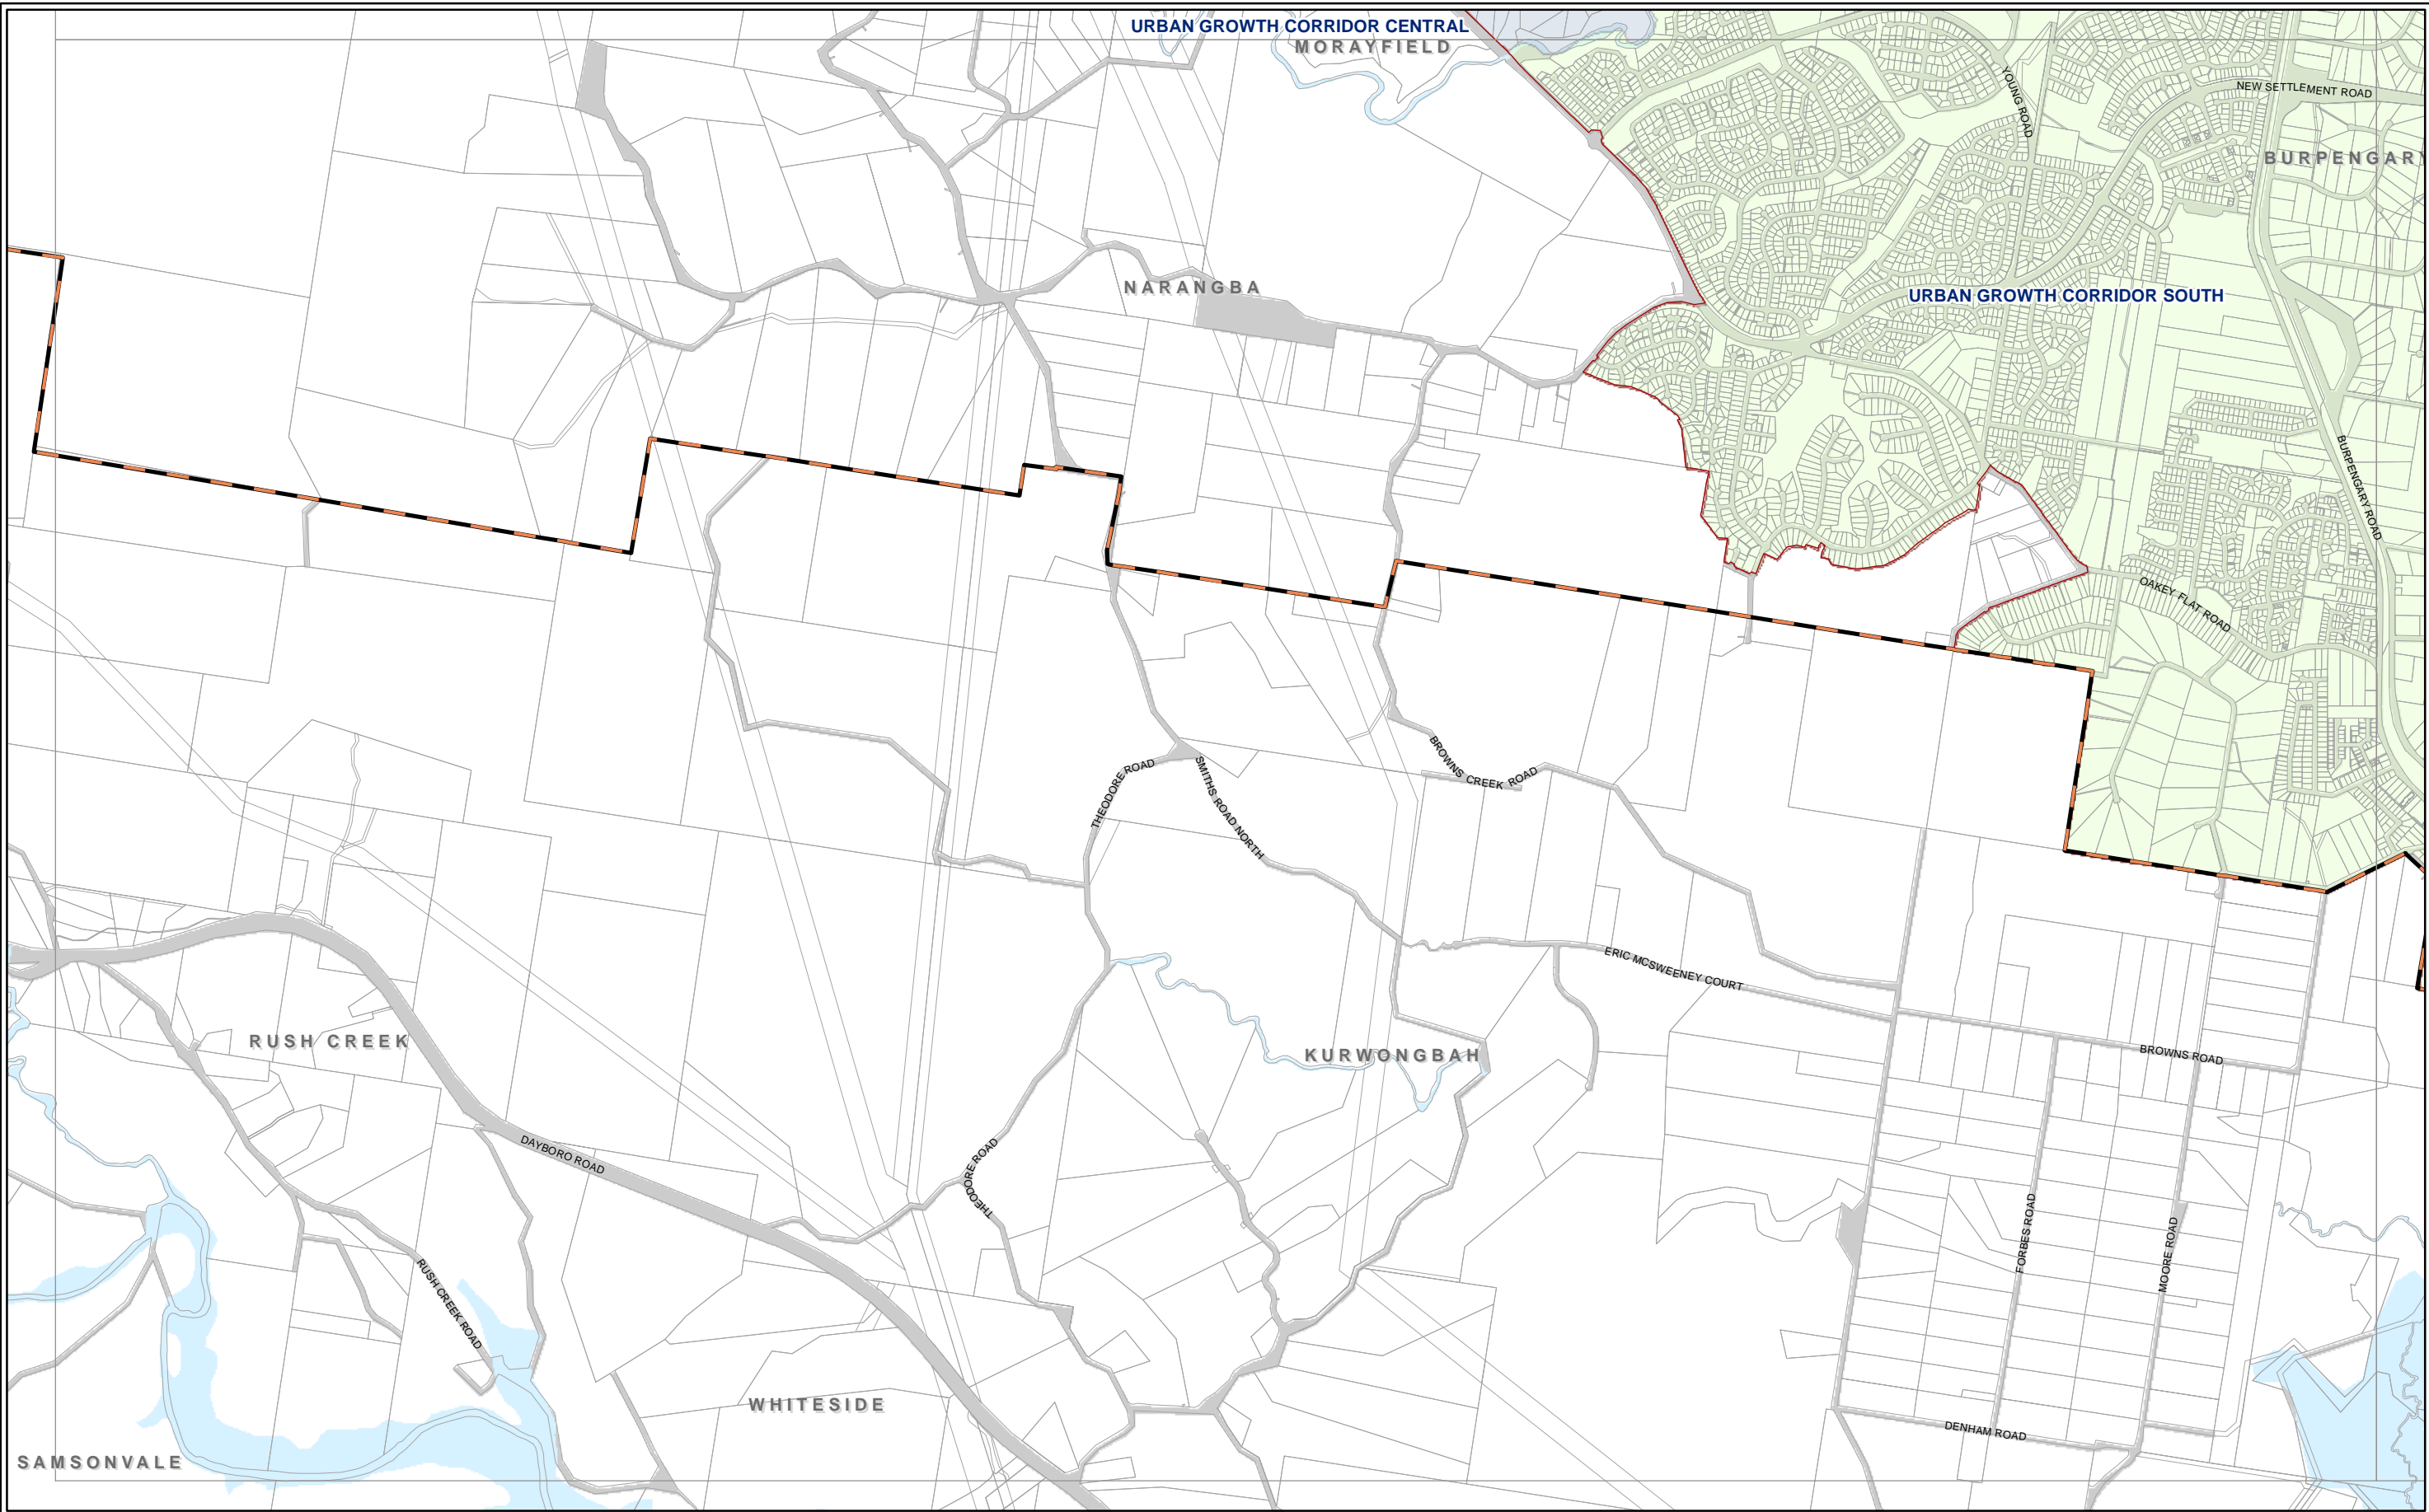 URBAN GROWTH CORRIDOR CENTRAL
MORAYFIELD
YOUNG ROAD
NEW SETTLEMENT ROAD
BURPENGARY
NARANGBA
URBAN GROWTH CORRIDOR SOUTH
BURPENGARY ROAD
OAKEY FLAT ROAD
THEODORE ROAD
SMITHS ROAD NORTH
BROWNS CREEK ROAD
ERIC MCSWEENEY COURT
RUSH CREEK
KURWONGBAH
BROWNS ROAD
DAYBORO ROAD
THEODORE ROAD
FORBES ROAD
MOORE ROAD
RUSH CREEK ROAD
WHITESIDE
DENHAM ROAD
SAMSONVALE